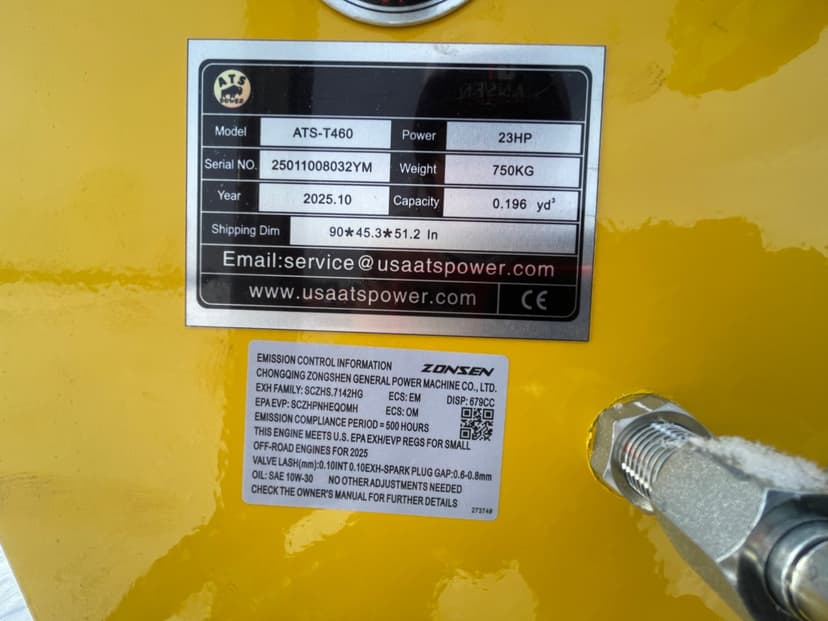 ATS
POWER
Model ATS-T460 Power 23HP
Serial NO. 25011008032YM Weight 750KG
Year 2025.10 Capacity 0.196 yd³
Shipping Dim 90*45.3*51.2 In
Email:service@usaatspower.com
www.usaatspower.com CE
EMISSION CONTROL INFORMATION ZONSEN
CHONGQING ZONGSHEN GENERAL POWER MACHINE CO., LTD.
EXH FAMILY: SCZHS.7142HG ECS: EM DISP: 679CC
EPA EVP: SCZHPNHEQOMH ECS: OM
EMISSION COMPLIANCE PERIOD = 500 HOURS
THIS ENGINE MEETS U.S. EPA EXH/EVP REGS FOR SMALL
OFF-ROAD ENGINES FOR 2025
VALVE LASH(mm):0.10INT 0.10EXH-SPARK PLUG GAP:0.6-0.8mm
OIL: SAE 10W-30 NO OTHER ADJUSTMENTS NEEDED
CHECK THE OWNER'S MANUAL FOR FURTHER DETAILS
273749